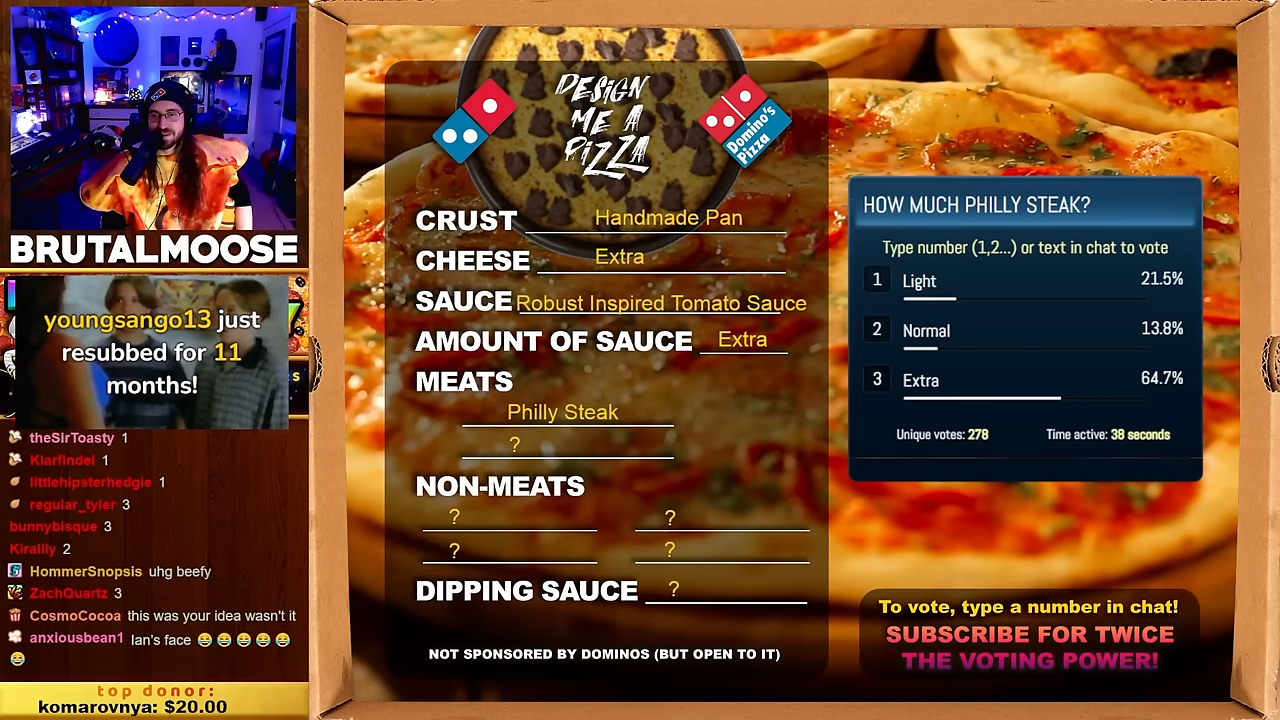 BRUTALMOOSE
youngsango13 just
resubbed for 11
months!
theSirToasty 1
Klarfindel 1
littlehipsterhedgie 1
regular_tyler 3
bunnybisque 3
Kirallly 2
HommerSnopsis uhg beefy
ZachQuartz 3
CosmoCocoa this was your idea wasn't it
anxiousbean1 Ian's face 😂 😂 😂 😂 😂
😂
top donor:
komarovnya: $20.00
DESIGN
ME A
PIZZA
Domino's
Pizza
CRUST Handmade Pan
CHEESE Extra
SAUCE Robust Inspired Tomato Sauce
AMOUNT OF SAUCE Extra
MEATS
Philly Steak
?
NON-MEATS
? ?
? ?
DIPPING SAUCE ?
NOT SPONSORED BY DOMINOS (BUT OPEN TO IT)
HOW MUCH PHILLY STEAK?
Type number (1,2...) or text in chat to vote
1 Light 21.5%
2 Normal 13.8%
3 Extra 64.7%
Unique votes: 278 Time active: 38 seconds
To vote, type a number in chat!
SUBSCRIBE FOR TWICE
THE VOTING POWER!